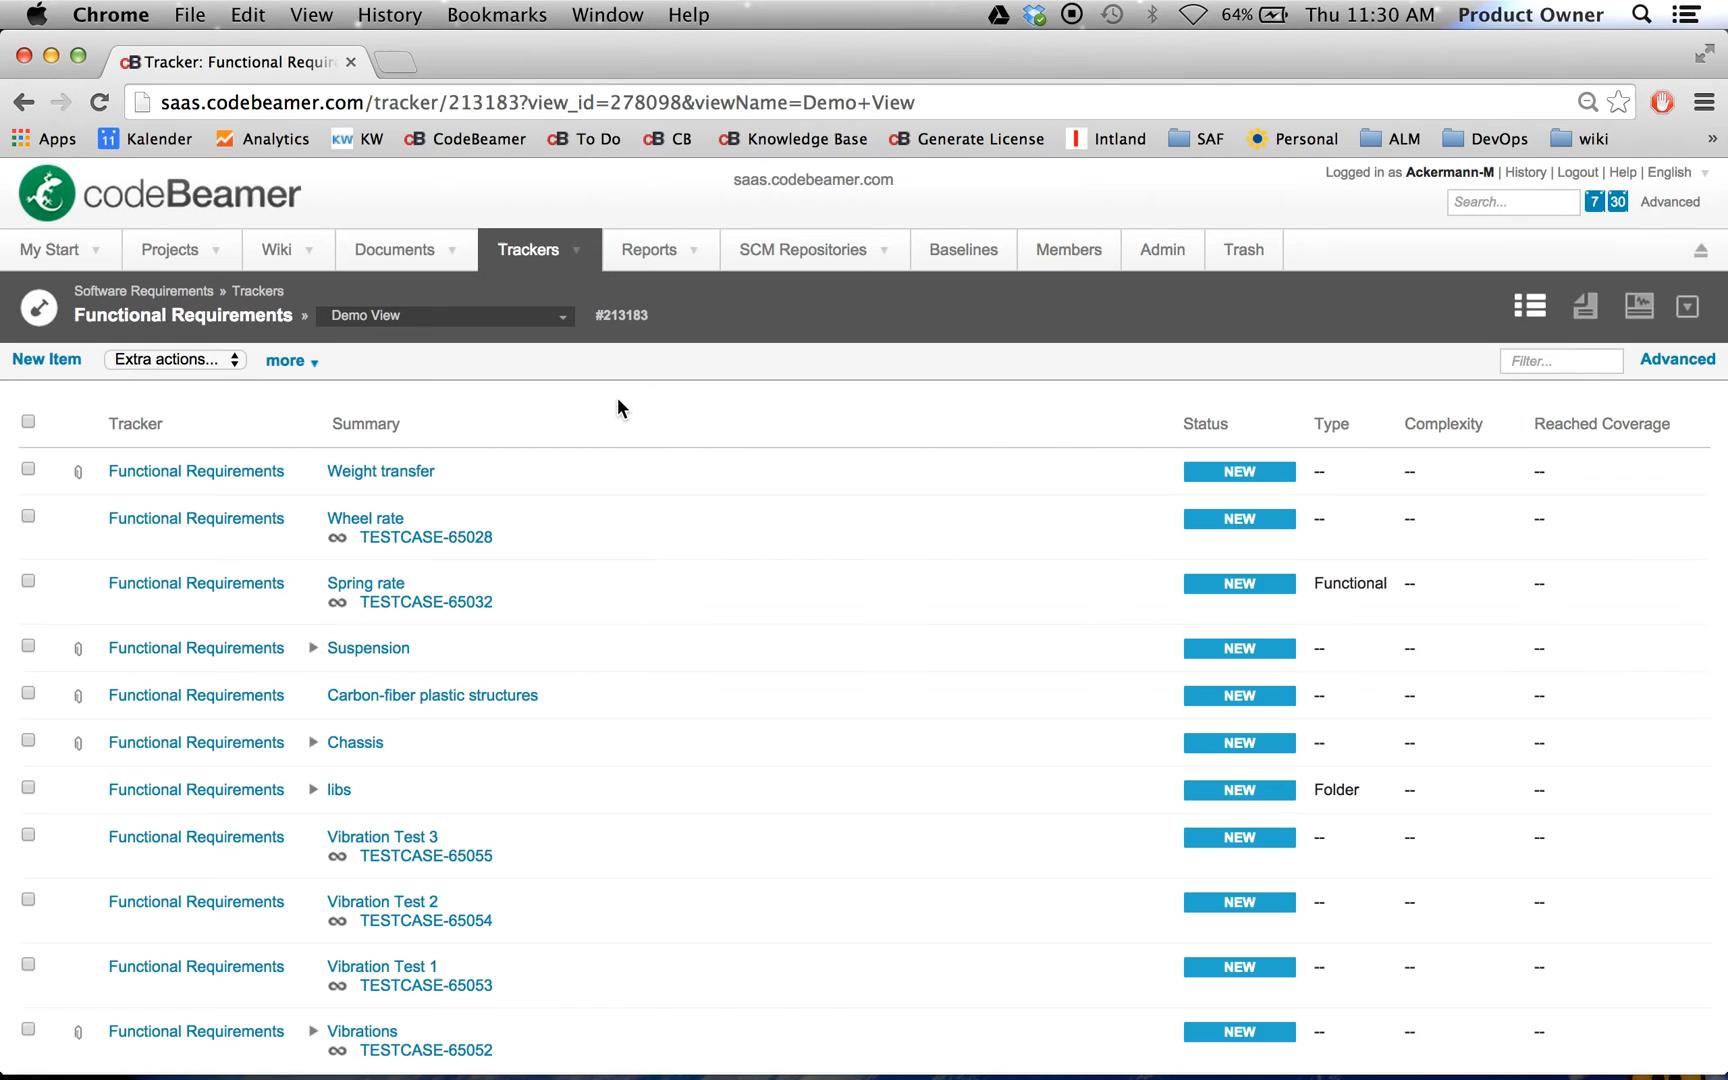 Chrome File Edit View History Bookmarks Window Help 64% Thu 11:30 AM Product Owner
cB Tracker: Functional Requir
saas.codebeamer.com/tracker/213183?view_id=278098&viewName=Demo+View
Apps 11 Kalender Analytics KW KW cB CodeBeamer cB To Do cB CB cB Knowledge Base cB Generate License Intland SAF Personal ALM DevOps wiki »
codeBeamer
saas.codebeamer.com
Logged in as Ackermann-M | History | Logout | Help | English
Search... 7 30 Advanced
My Start Projects Wiki Documents Trackers Reports SCM Repositories Baselines Members Admin Trash
Software Requirements » Trackers
Functional Requirements » Demo View #213183
New Item Extra actions... more Filter... Advanced
Tracker Summary Status Type Complexity Reached Coverage
Functional Requirements Weight transfer NEW -- -- --
Functional Requirements Wheel rate NEW -- -- --
TESTCASE-65028
Functional Requirements Spring rate NEW Functional -- --
TESTCASE-65032
Functional Requirements Suspension NEW -- -- --
Functional Requirements Carbon-fiber plastic structures NEW -- -- --
Functional Requirements Chassis NEW -- -- --
Functional Requirements libs NEW Folder -- --
Functional Requirements Vibration Test 3 NEW -- -- --
TESTCASE-65055
Functional Requirements Vibration Test 2 NEW -- -- --
TESTCASE-65054
Functional Requirements Vibration Test 1 NEW -- -- --
TESTCASE-65053
Functional Requirements Vibrations NEW -- -- --
TESTCASE-65052